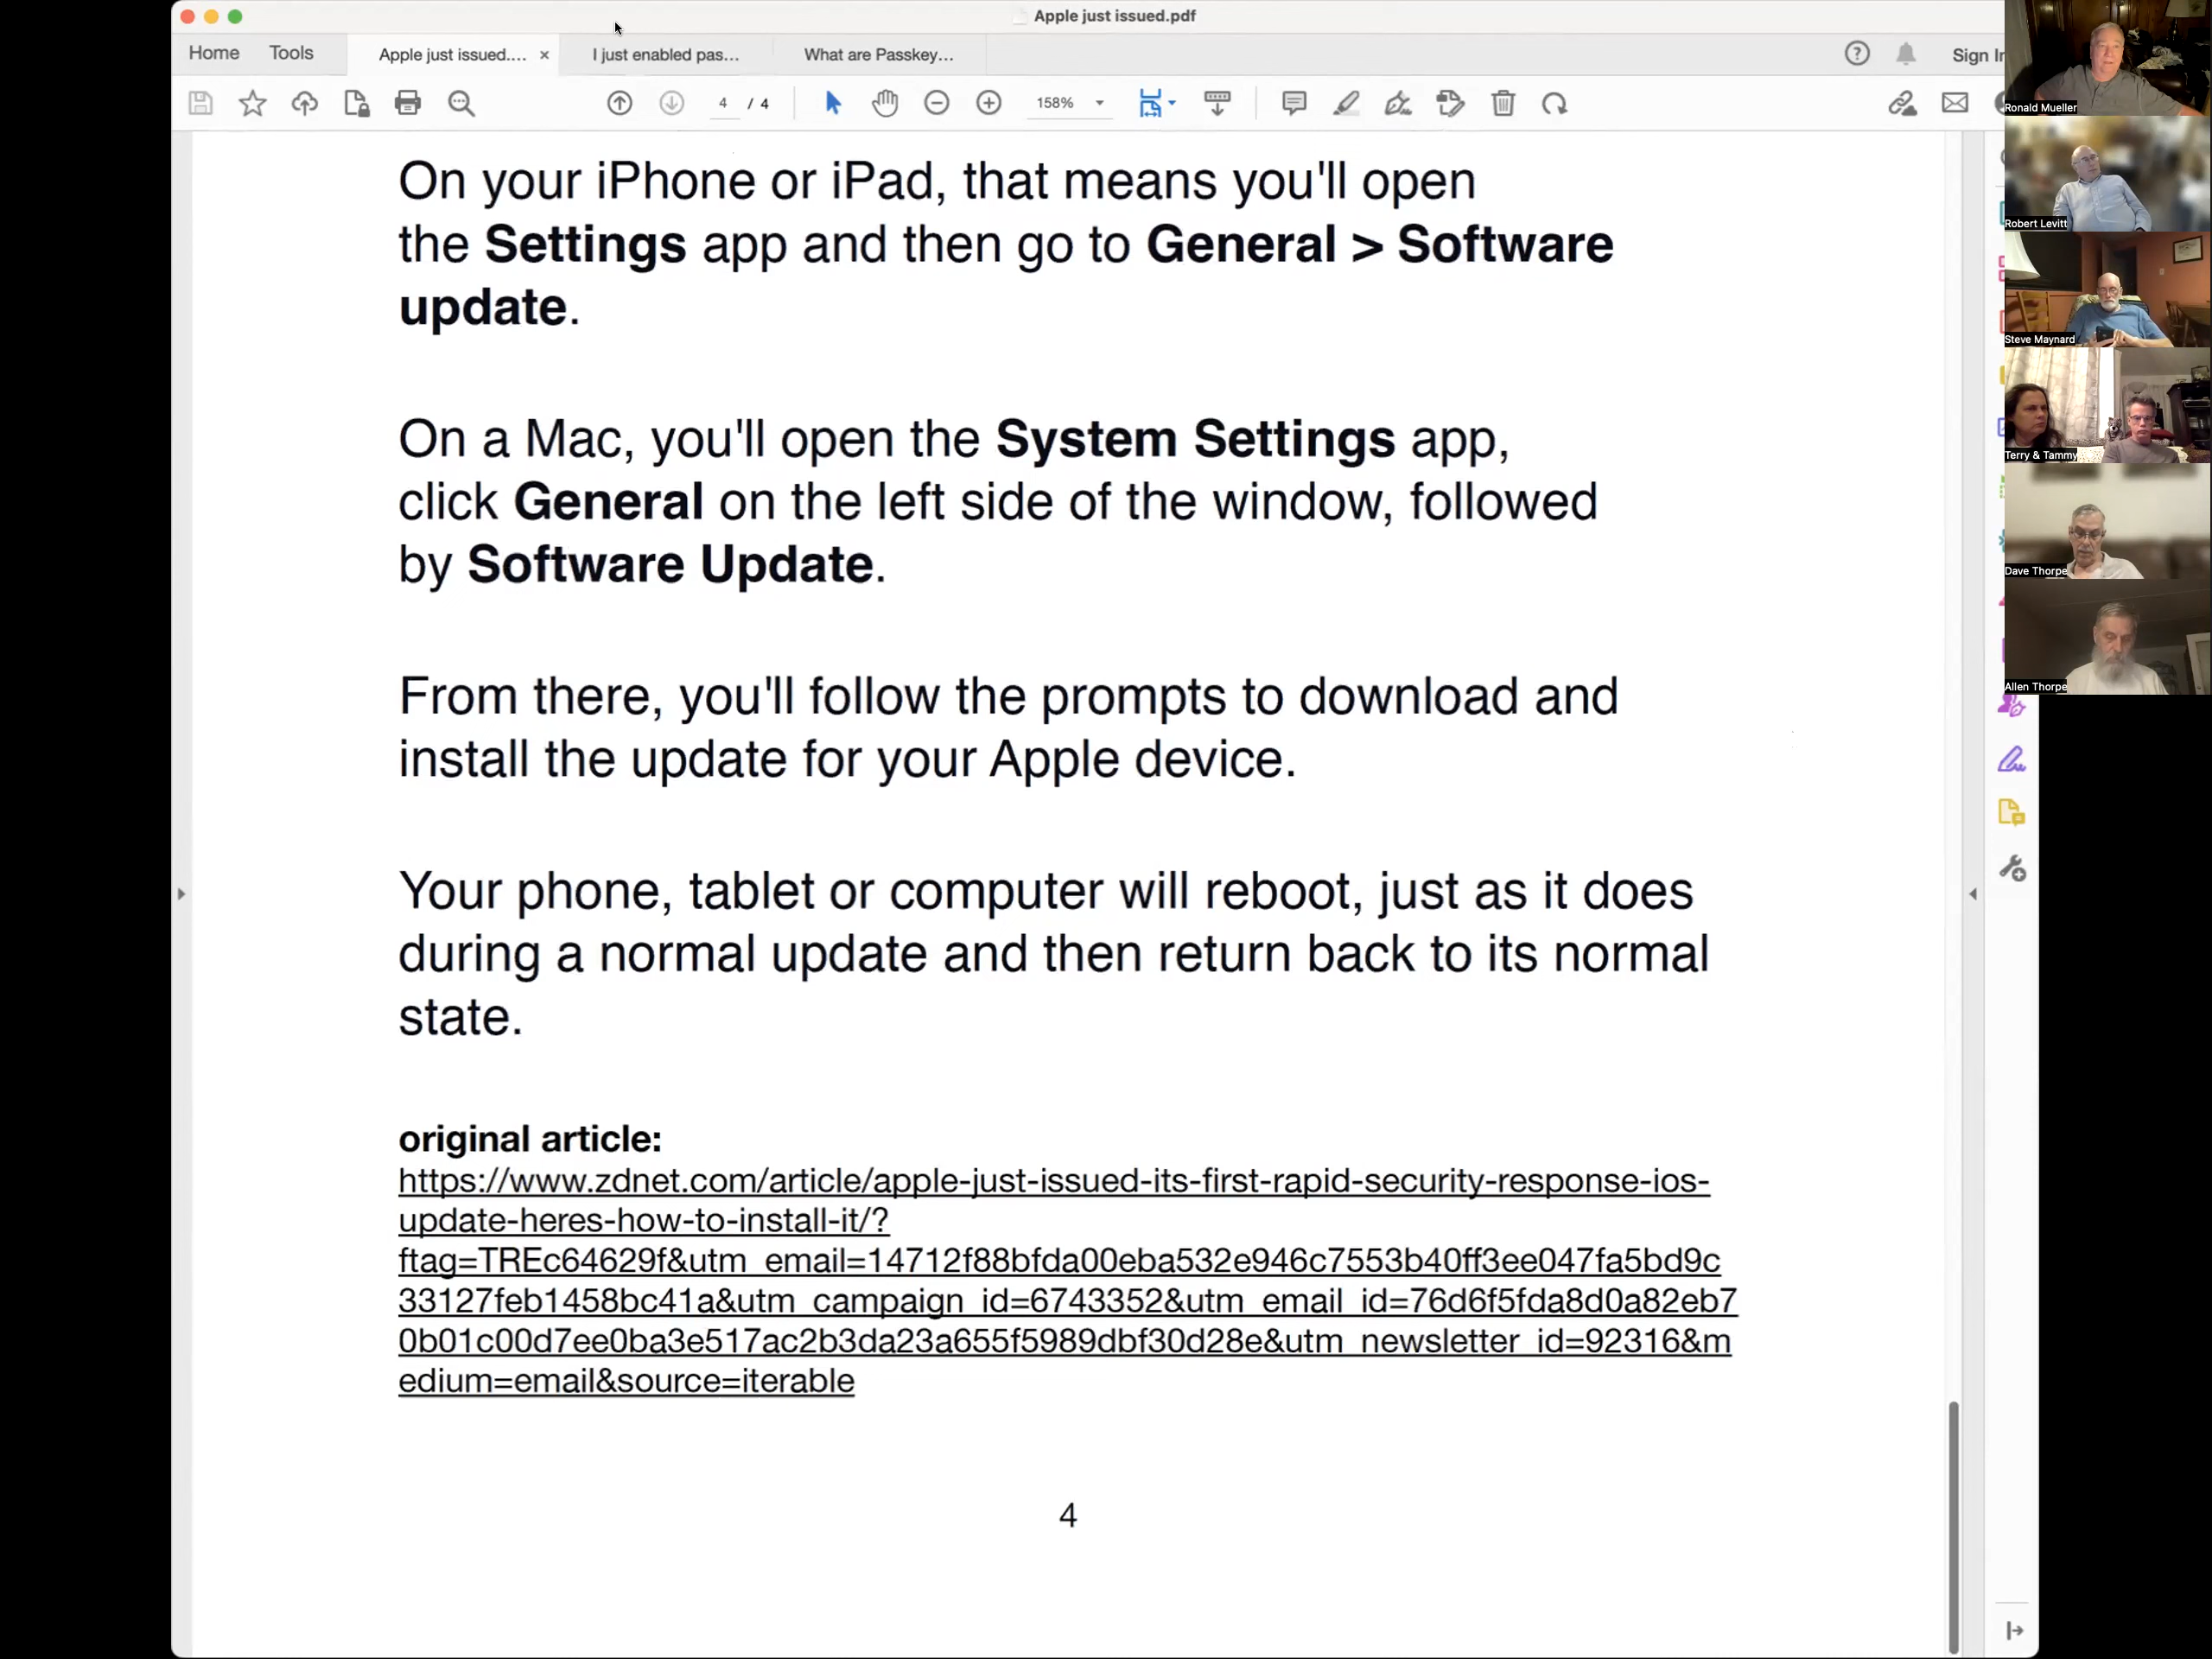 Apple just issued.pdf
Home Tools Apple just issued.... × I just enabled pas... What are Passkey... Sign In
4 / 4 158%
On your iPhone or iPad, that means you'll open
the Settings app and then go to General > Software
update.
On a Mac, you'll open the System Settings app,
click General on the left side of the window, followed
by Software Update.
From there, you'll follow the prompts to download and
install the update for your Apple device.
Your phone, tablet or computer will reboot, just as it does
during a normal update and then return back to its normal
state.
original article:
https://www.zdnet.com/article/apple-just-issued-its-first-rapid-security-response-ios-
update-heres-how-to-install-it/?
ftag=TREc64629f&utm_email=14712f88bfda00eba532e946c7553b40ff3ee047fa5bd9c
33127feb1458bc41a&utm_campaign_id=6743352&utm_email_id=76d6f5fda8d0a82eb7
0b01c00d7ee0ba3e517ac2b3da23a655f5989dbf30d28e&utm_newsletter_id=92316&m
edium=email&source=iterable
4
Ronald Mueller
Robert Levitt
Steve Maynard
Terry & Tammy
Dave Thorpe
Allen Thorpe